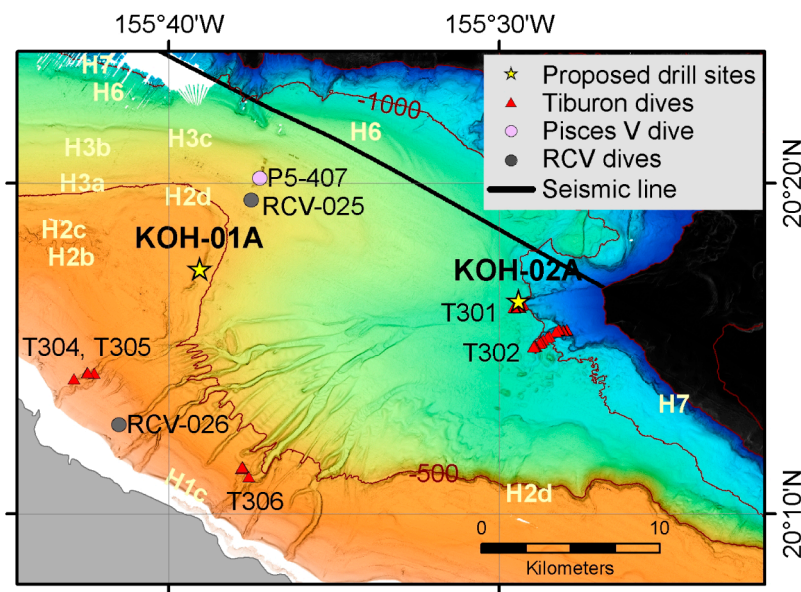 155°40'W
155°30'W
H7
H6
-1000
H6
H3c
H3b
H3a
H2d
P5-407
RCV-025
H2c
H2b
KOH-01A
KOH-02A
T301
T302
T304, T305
RCV-026
H1c
T306
-500
H2d
H7
Proposed drill sites
Tiburon dives
Pisces V dive
RCV dives
Seismic line
20°20'N
20°10'N
0 10
Kilometers